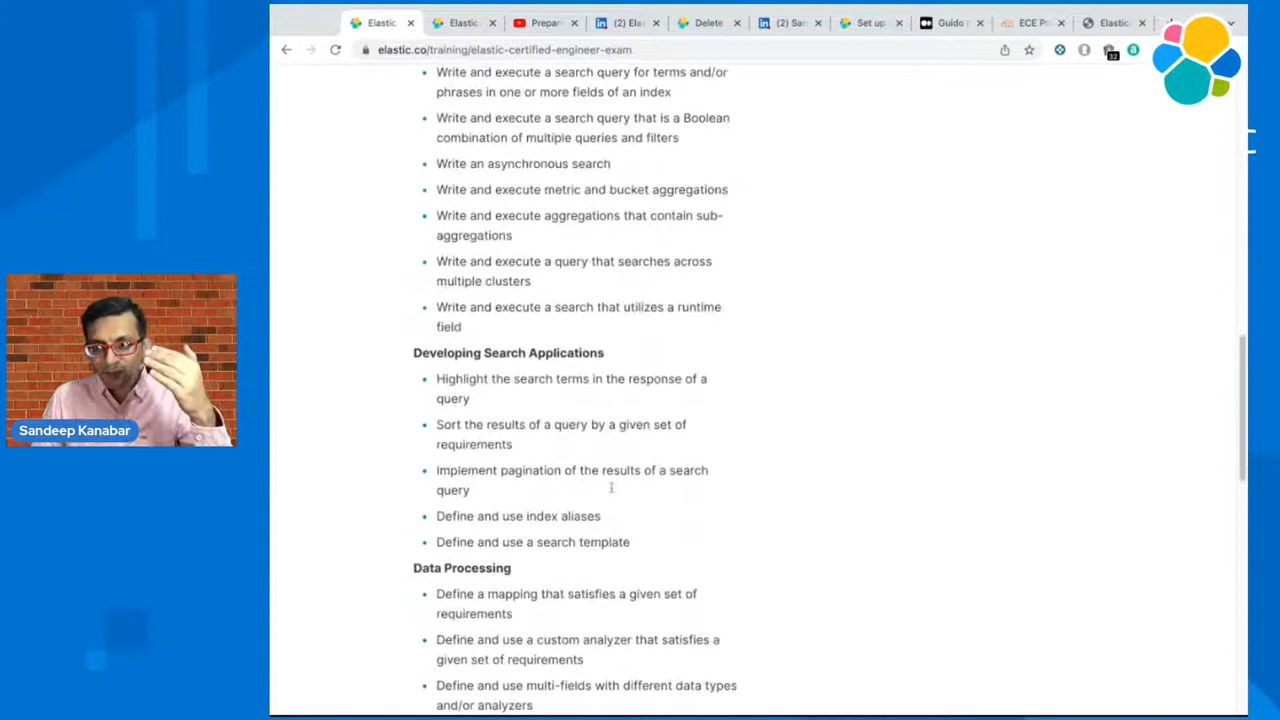 Elastic
Elastic
Prepar
(2) Ela
Delete
(2) Sar
Set up
Guido
ECE Pr
Elastic
elastic.co/training/elastic-certified-engineer-exam
32
Write and execute a search query for terms and/or
phrases in one or more fields of an index
Write and execute a search query that is a Boolean
combination of multiple queries and filters
Write an asynchronous search
Write and execute metric and bucket aggregations
Write and execute aggregations that contain sub-
aggregations
Write and execute a query that searches across
multiple clusters
Write and execute a search that utilizes a runtime
field
Developing Search Applications
Highlight the search terms in the response of a
query
Sort the results of a query by a given set of
requirements
Implement pagination of the results of a search
query
Define and use index aliases
Define and use a search template
Data Processing
Define a mapping that satisfies a given set of
requirements
Define and use a custom analyzer that satisfies a
given set of requirements
Define and use multi-fields with different data types
and/or analyzers
Sandeep Kanabar